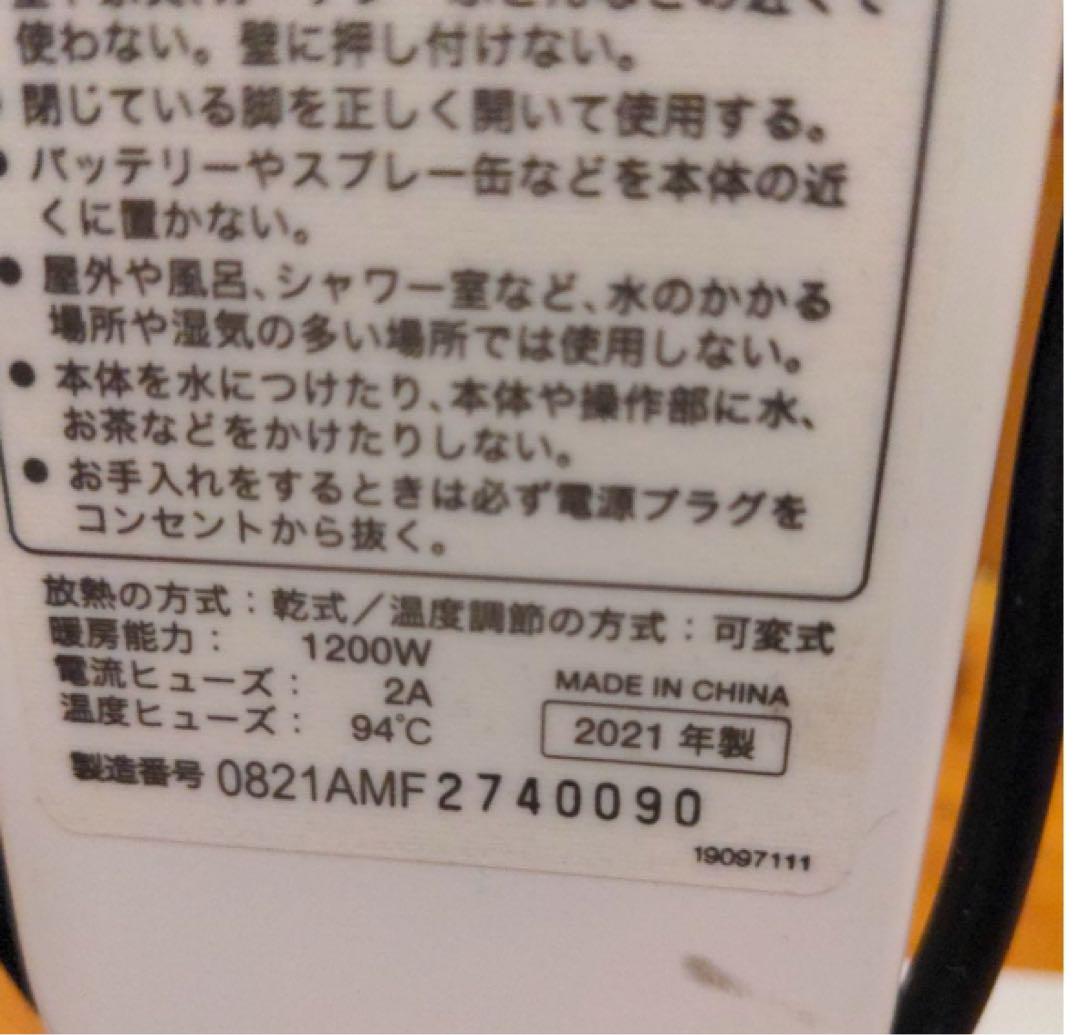 使わない。壁に押し付けない。
閉じている脚を正しく開いて使用する。
● バッテリーやスプレー缶などを本体の近
くに置かない。
● 屋外や風呂、シャワー室など、水のかかる
場所や湿気の多い場所では使用しない。
● 本体を水につけたり、本体や操作部に水、
お茶などをかけたりしない。
● お手入れをするときは必ず電源プラグを
コンセントから抜く。
放熱の方式：乾式／温度調節の方式：可変式
暖房能力： 1200W
電流ヒューズ： 2A
温度ヒューズ： 94℃
MADE IN CHINA
2021 年製
製造番号 0821AMF2740090
19097111